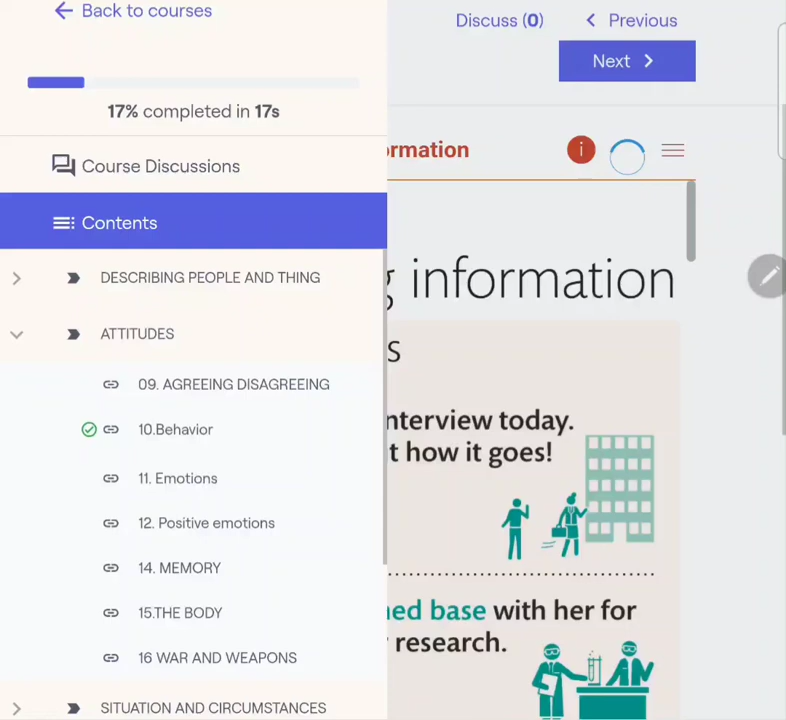 Back to courses
17% completed in 17s
Course Discussions
Contents
DESCRIBING PEOPLE AND THING
ATTITUDES
09. AGREEING DISAGREEING
10.Behavior
11. Emotions
12. Positive emotions
14. MEMORY
15.THE BODY
16 WAR AND WEAPONS
SITUATION AND CIRCUMSTANCES
Discuss (0)
Previous
Next
rmation
i
g information
s
nterview today.
t how it goes!
ned base with her for
research.